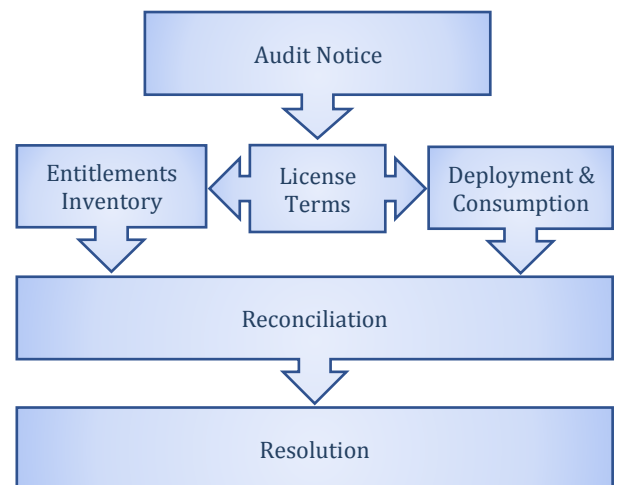 Audit Notice
Entitlements
Inventory
License
Terms
Deployment &
Consumption
Reconciliation
Resolution